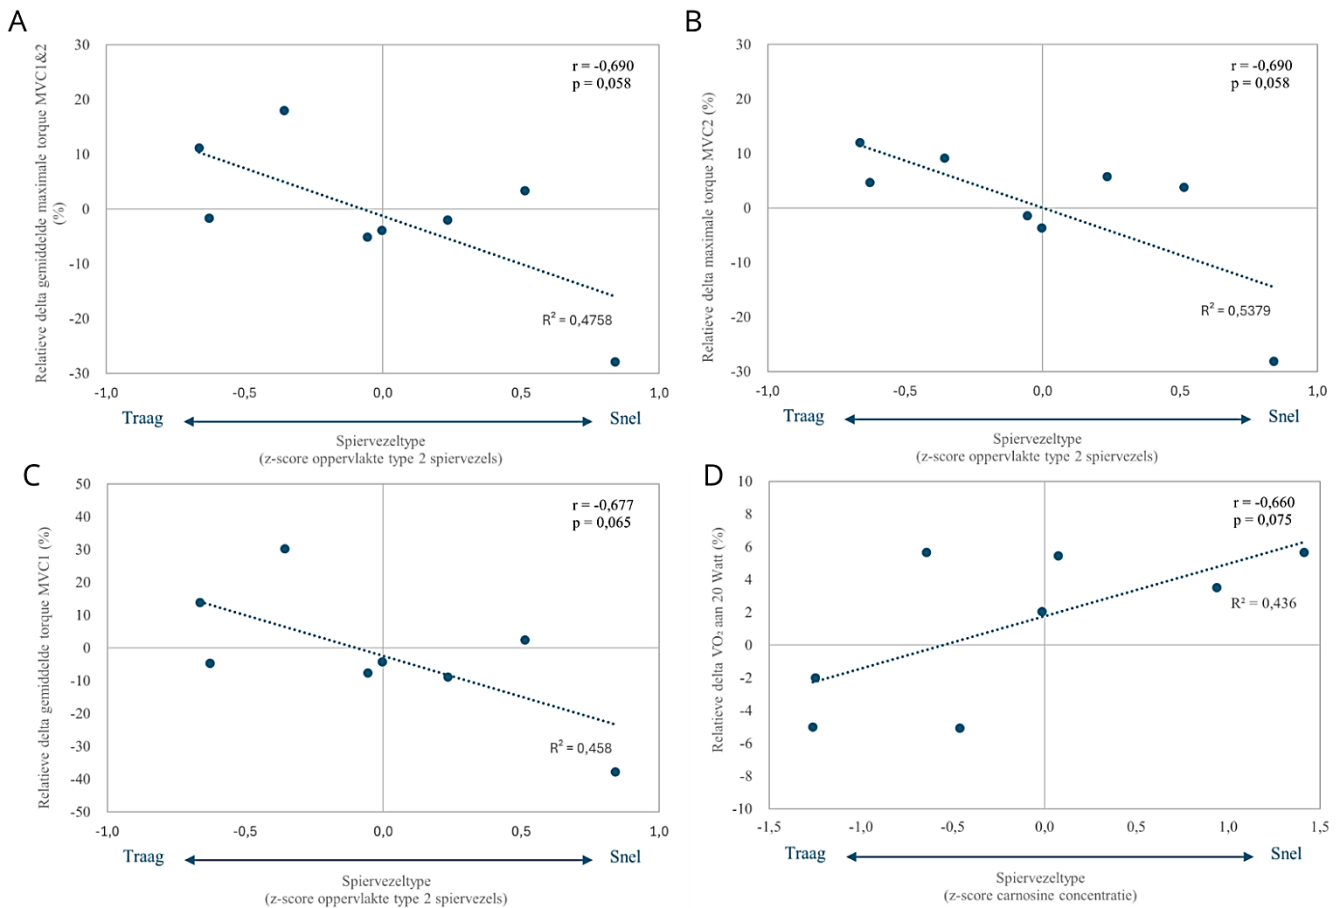 A
Relatieve delta gemiddelde maximale torque MVC1&2
(%)
30
20
10
0
-10
-20
-30
r = -0,690
p = 0,058
R² = 0,4758
-1,0 -0,5 0,0 0,5 1,0
Traag Snel
Spiervezeltype
(z-score oppervlakte type 2 spiervezels)
B
Relatieve delta maximale torque MVC2 (%)
30
20
10
0
-10
-20
-30
r = -0,690
p = 0,058
R² = 0,5379
-1,0 -0,5 0,0 0,5 1,0
Traag Snel
Spiervezeltype
(z-score oppervlakte type 2 spiervezels)
C
Relatieve delta gemiddelde torque MVC1 (%)
50
40
30
20
10
0
-10
-20
-30
-40
-50
r = -0,677
p = 0,065
R² = 0,458
-1,0 -0,5 0,0 0,5 1,0
Traag Snel
Spiervezeltype
(z-score oppervlakte type 2 spiervezels)
D
Relatieve delta VO₂ aan 20 Watt (%)
10
8
6
4
2
0
-2
-4
-6
-8
-10
r = -0,660
p = 0,075
R² = 0,436
-1,5 -1,0 -0,5 0,0 0,5 1,0 1,5
Traag Snel
Spiervezeltype
(z-score carnosine concentratie)